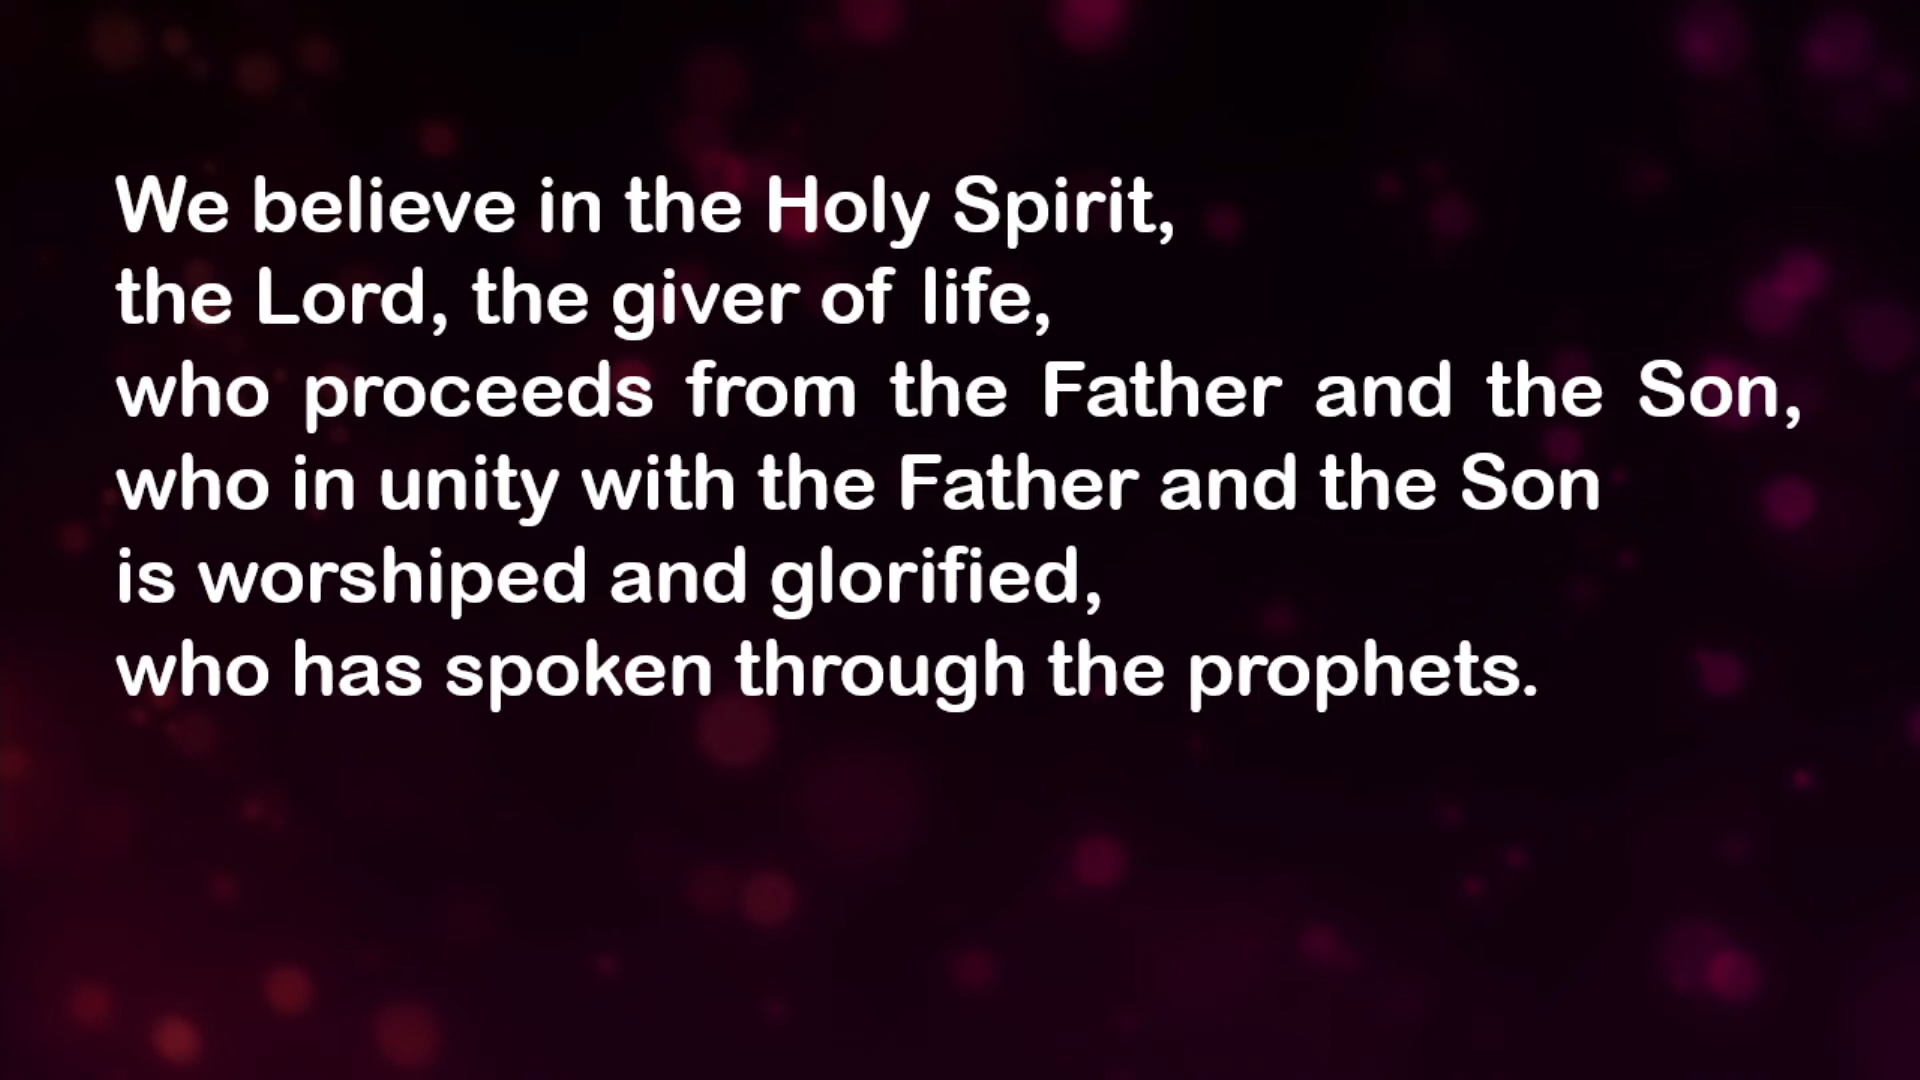 We believe in the Holy Spirit,
the Lord, the giver of life,
who proceeds from the Father and the Son,
who in unity with the Father and the Son
is worshiped and glorified,
who has spoken through the prophets.